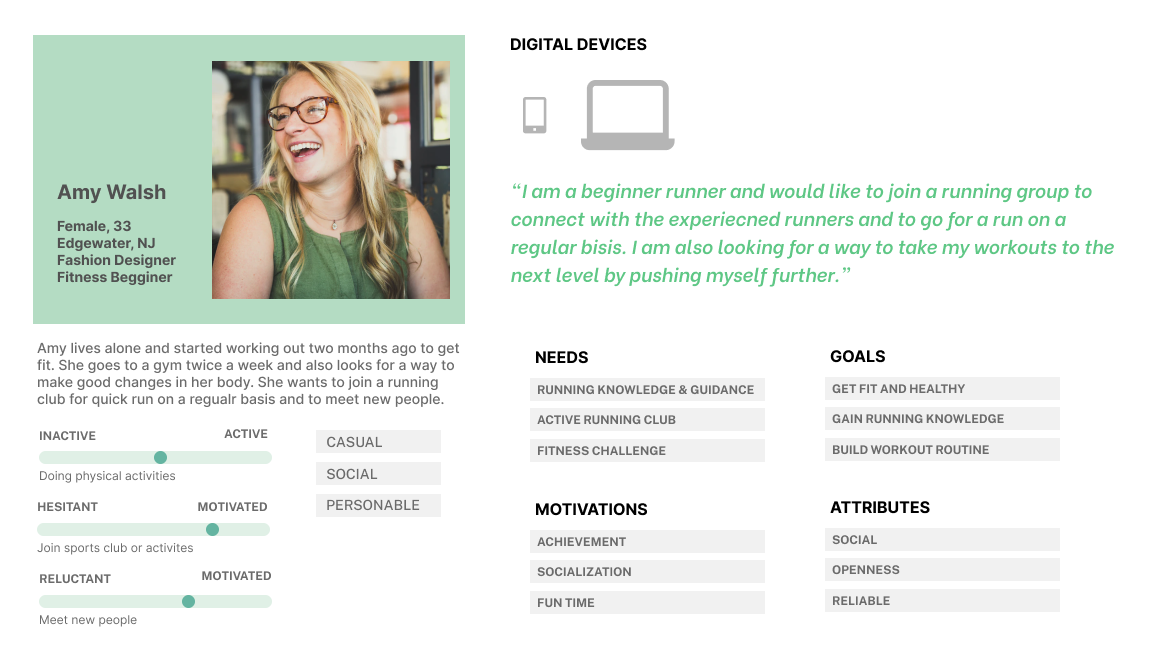 Amy Walsh
Female, 33
Edgewater, NJ
Fashion Designer
Fitness Begginer
Amy lives alone and started working out two months ago to get
fit. She goes to a gym twice a week and also looks for a way to
make good changes in her body. She wants to join a running
club for quick run on a regualr basis and to meet new people.
INACTIVE
ACTIVE
Doing physical activities
HESITANT
MOTIVATED
Join sports club or activites
RELUCTANT
MOTIVATED
Meet new people
CASUAL
SOCIAL
PERSONABLE
DIGITAL DEVICES
“I am a beginner runner and would like to join a running group to
connect with the experiecned runners and to go for a run on a
regular bisis. I am also looking for a way to take my workouts to the
next level by pushing myself further.”
NEEDS
RUNNING KNOWLEDGE & GUIDANCE
ACTIVE RUNNING CLUB
FITNESS CHALLENGE
GOALS
GET FIT AND HEALTHY
GAIN RUNNING KNOWLEDGE
BUILD WORKOUT ROUTINE
MOTIVATIONS
ACHIEVEMENT
SOCIALIZATION
FUN TIME
ATTRIBUTES
SOCIAL
OPENNESS
RELIABLE